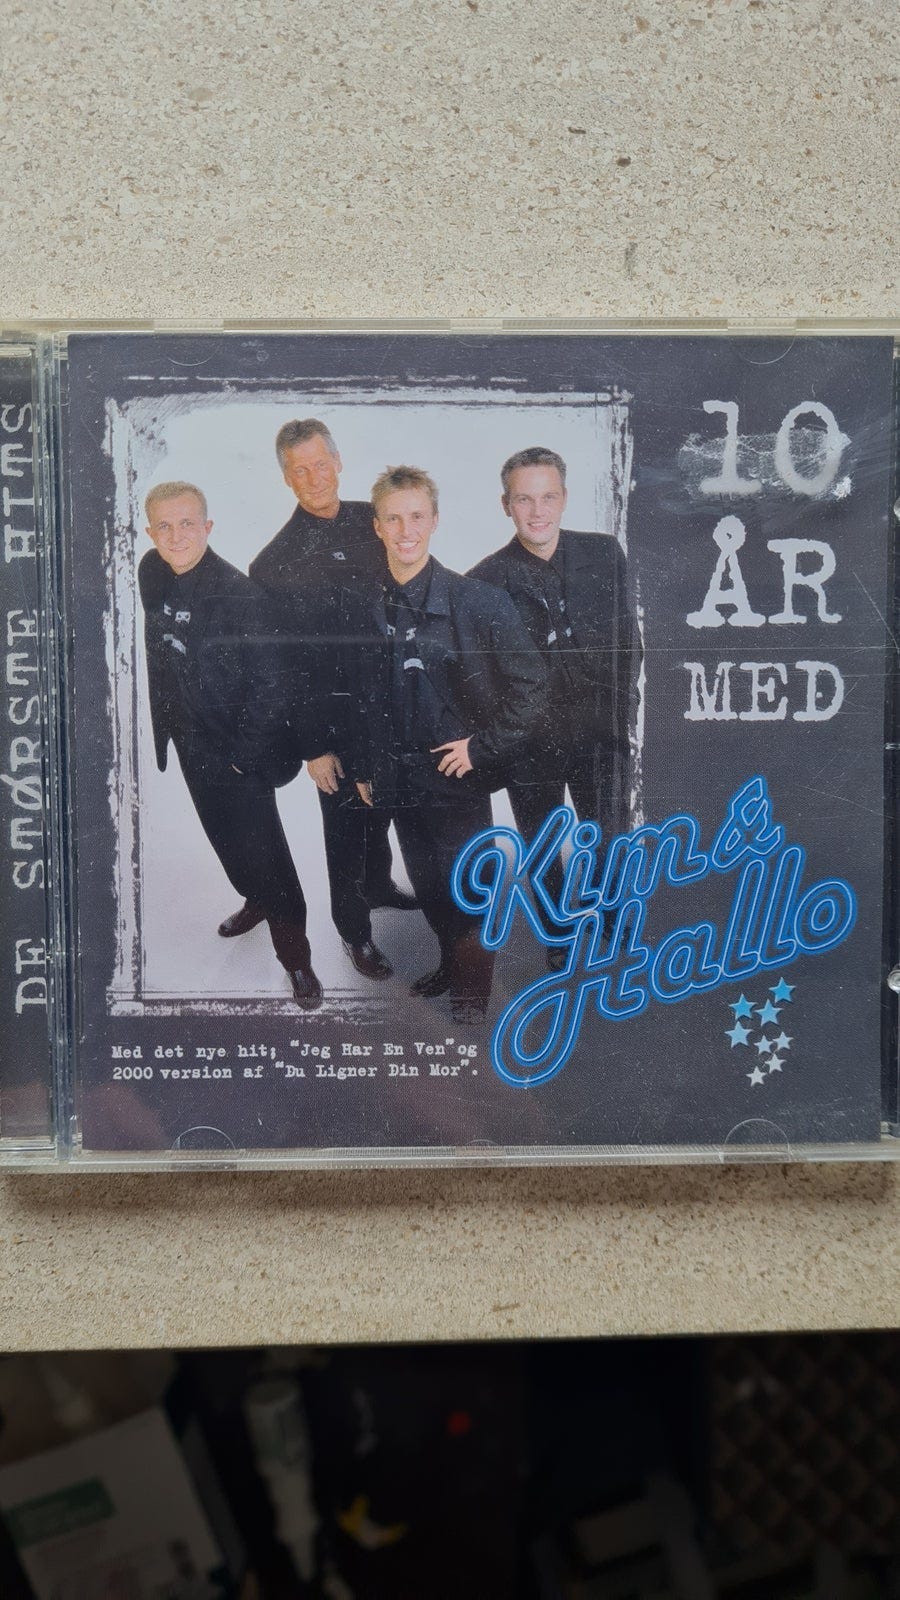 DE STØRSTE HITS
10
ÅR
MED
Kim &
Hallo
Med det nye hit; "Jeg Har En Ven" og
2000 version af "Du Ligner Din Mor".